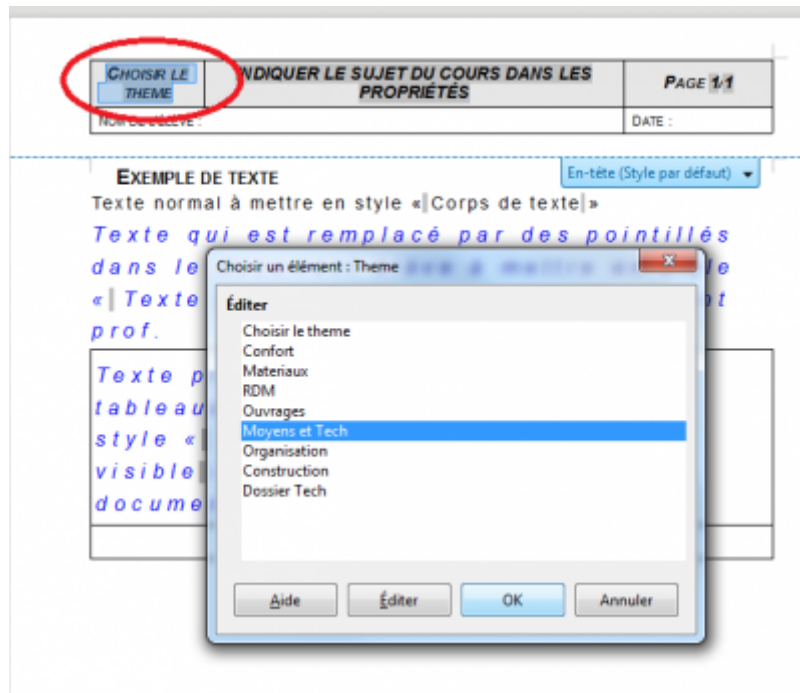 CHOISIR LE
THEME
INDIQUER LE SUJET DU COURS DANS LES
PROPRIÉTÉS
PAGE 1/1
DATE :
En-tête (Style par défaut)
EXEMPLE DE TEXTE
Texte normal à mettre en style « Corps de texte »
Texte qui est remplacé par des pointillés
dans le
« Texte
prof.
Texte
tableau
style «
visible
docume
Choisir un élément : Theme
Éditer
Choisir le theme
Confort
Materiaux
RDM
Ouvrages
Moyens et Tech
Organisation
Construction
Dossier Tech
Aide Éditer OK Annuler